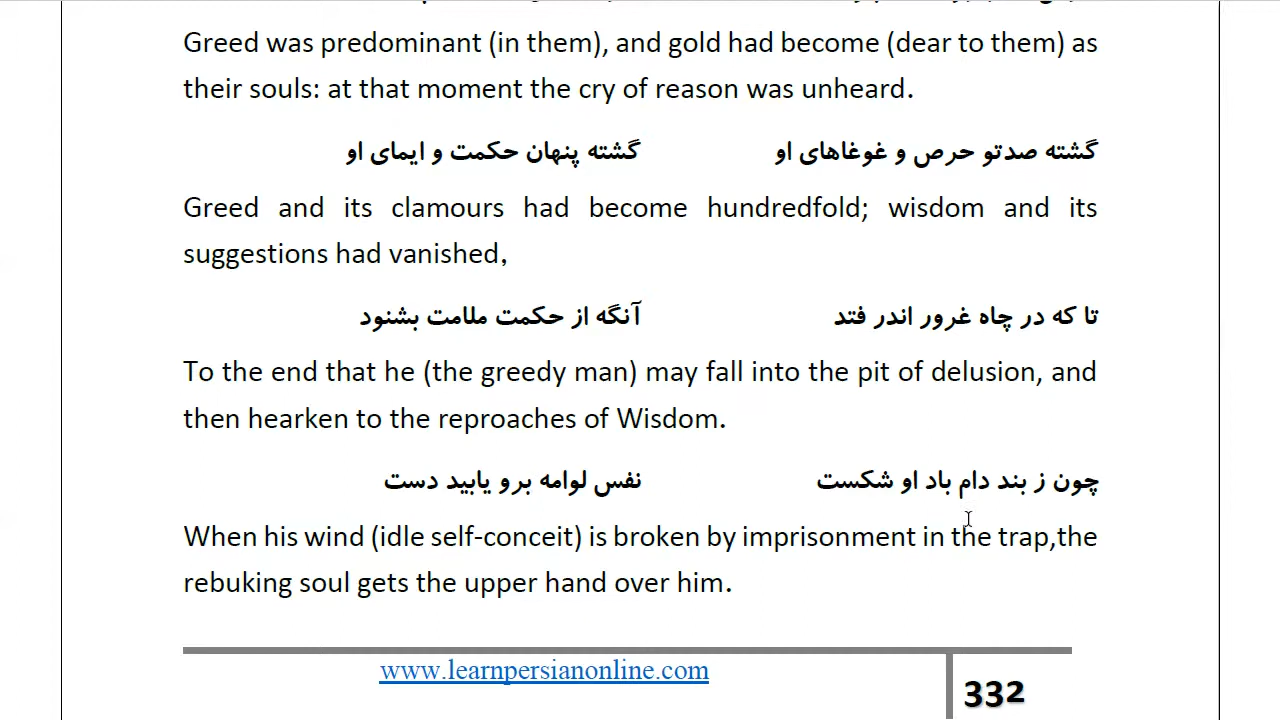 Greed was predominant (in them), and gold had become (dear to them) as
their souls: at that moment the cry of reason was unheard.
گشته صدتو حرص و غوغاهای او گشته پنهان حکمت و ایمای او
Greed and its clamours had become hundredfold; wisdom and its
suggestions had vanished,
تا که در چاه غرور اندر فتد آنگه از حکمت ملامت بشنود
To the end that he (the greedy man) may fall into the pit of delusion, and
then hearken to the reproaches of Wisdom.
چون ز بند دام باد او شکست نفس لوامه برو یابید دست
When his wind (idle self-conceit) is broken by imprisonment in the trap,the
rebuking soul gets the upper hand over him.
www.learnpersianonline.com
332